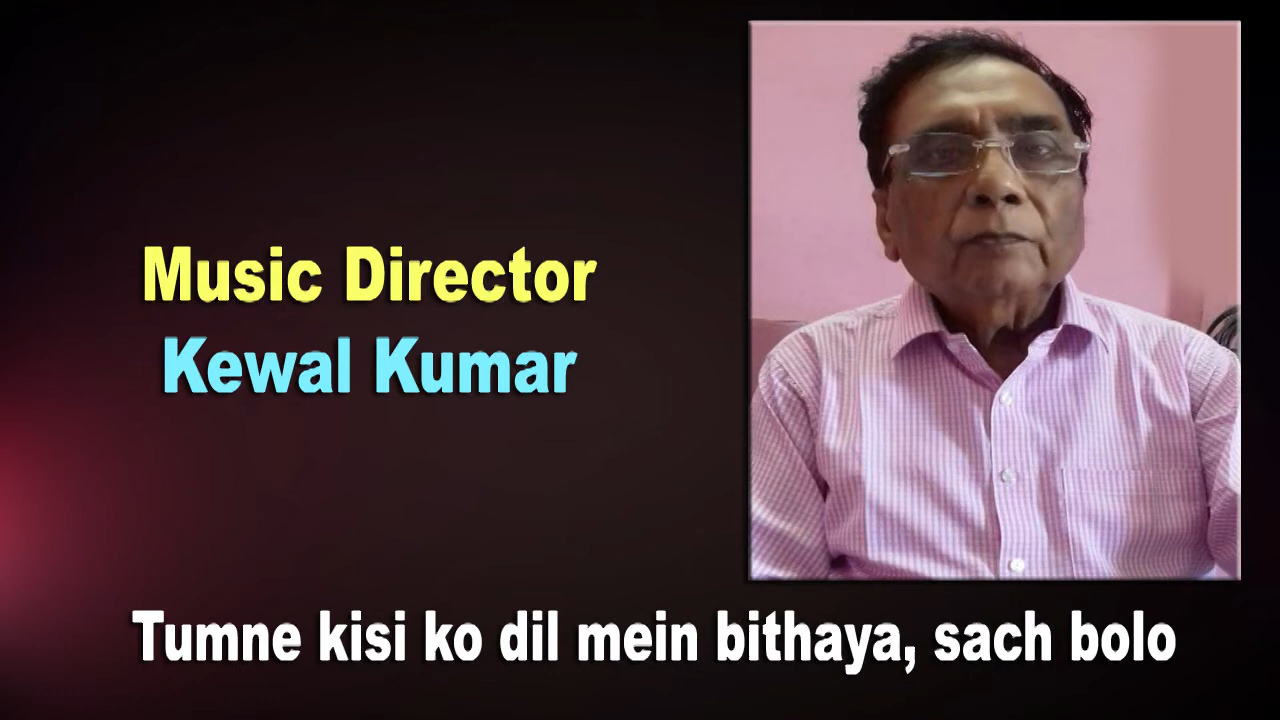 Music Director
Kewal Kumar
Tumne kisi ko dil mein bithaya, sach bolo